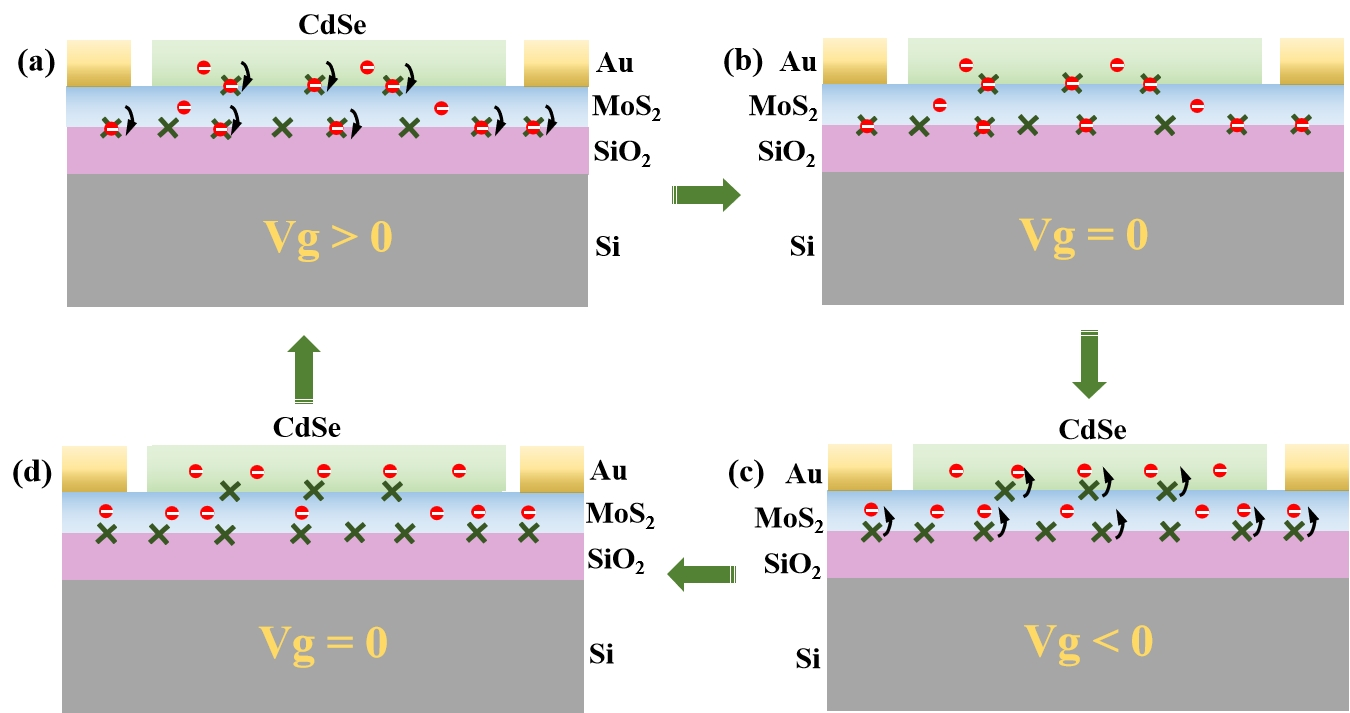 CdSe
(a)
Au
MoS₂
SiO₂
Vg > 0
Si
(b)
Au
MoS₂
SiO₂
Vg = 0
Si
CdSe
(d)
Au
MoS₂
SiO₂
Vg = 0
Si
CdSe
(c)
Au
MoS₂
SiO₂
Vg < 0
Si